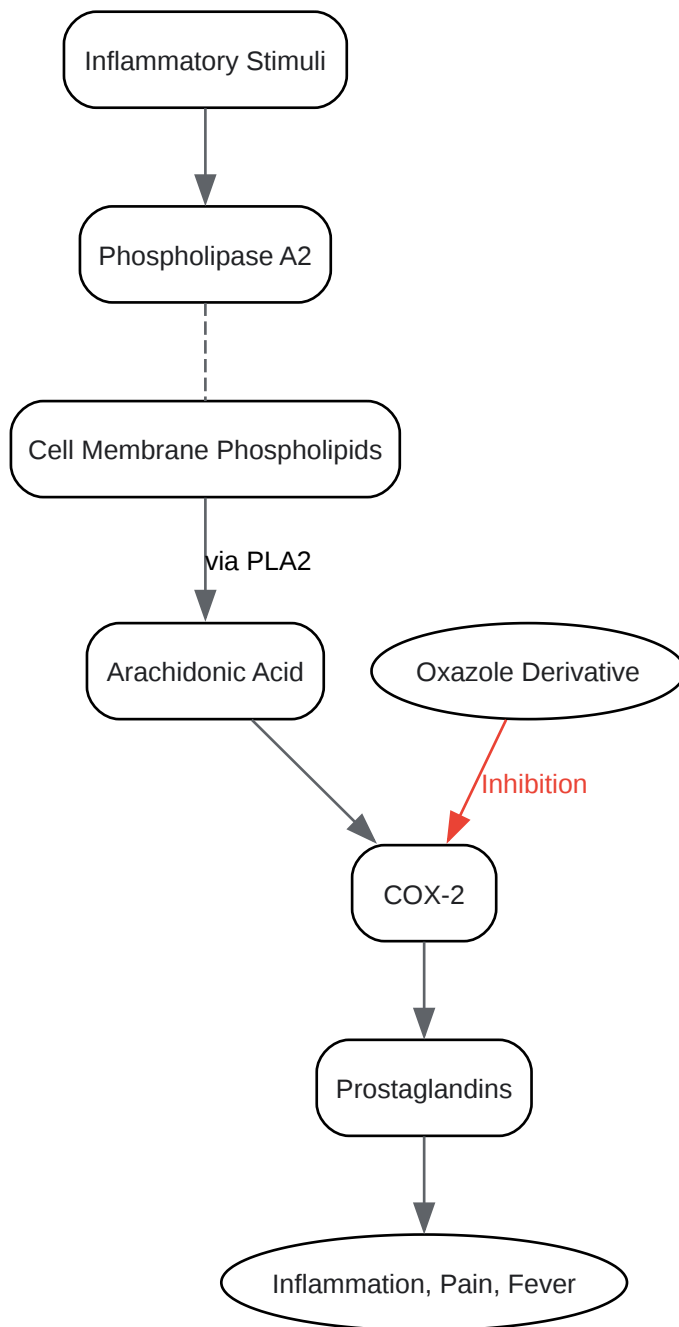 Inflammatory Stimuli
Phospholipase A2
Cell Membrane Phospholipids
via PLA2
Arachidonic Acid
Oxazole Derivative
Inhibition
COX-2
Prostaglandins
Inflammation, Pain, Fever